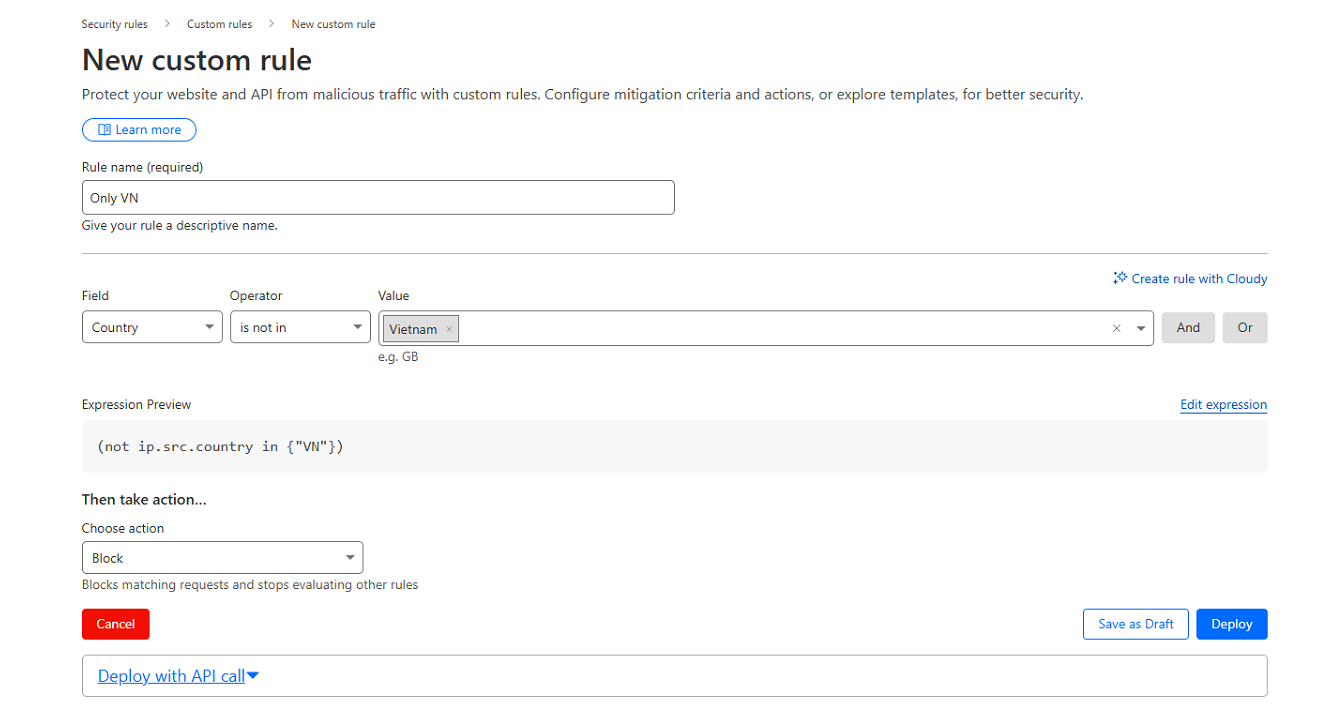 Security rules > Custom rules > New custom rule
New custom rule
Protect your website and API from malicious traffic with custom rules. Configure mitigation criteria and actions, or explore templates, for better security.
Learn more
Rule name (required)
Only VN
Give your rule a descriptive name.
Create rule with Cloudy
Field Operator Value
Country is not in Vietnam × And Or
e.g. GB
Expression Preview Edit expression
(not ip.src.country in {"VN"})
Then take action...
Choose action
Block
Blocks matching requests and stops evaluating other rules
Cancel Save as Draft Deploy
Deploy with API call